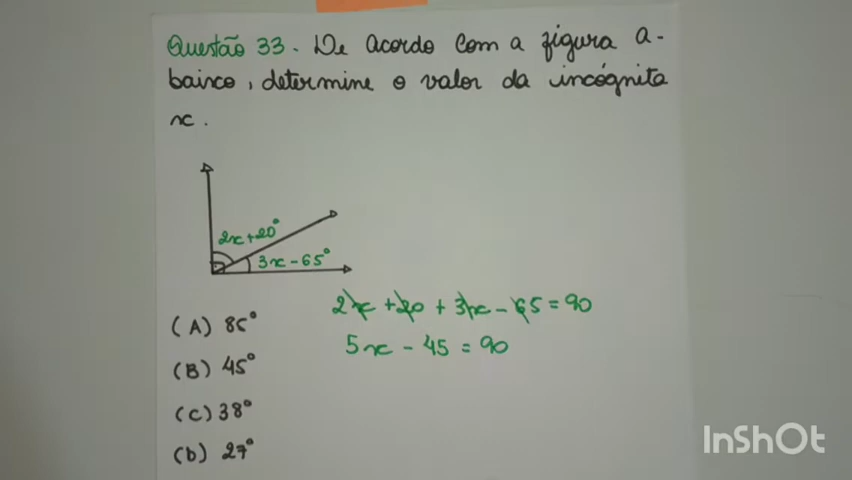 Questão 33. De acordo com a figura a-
baixo, determine o valor da incógnita
x.
2x+20°
3x-65°
2x +20 + 3x - 65 = 90
5x - 45 = 90
(A) 85°
(B) 45°
(C) 38°
(D) 27°
InShOt